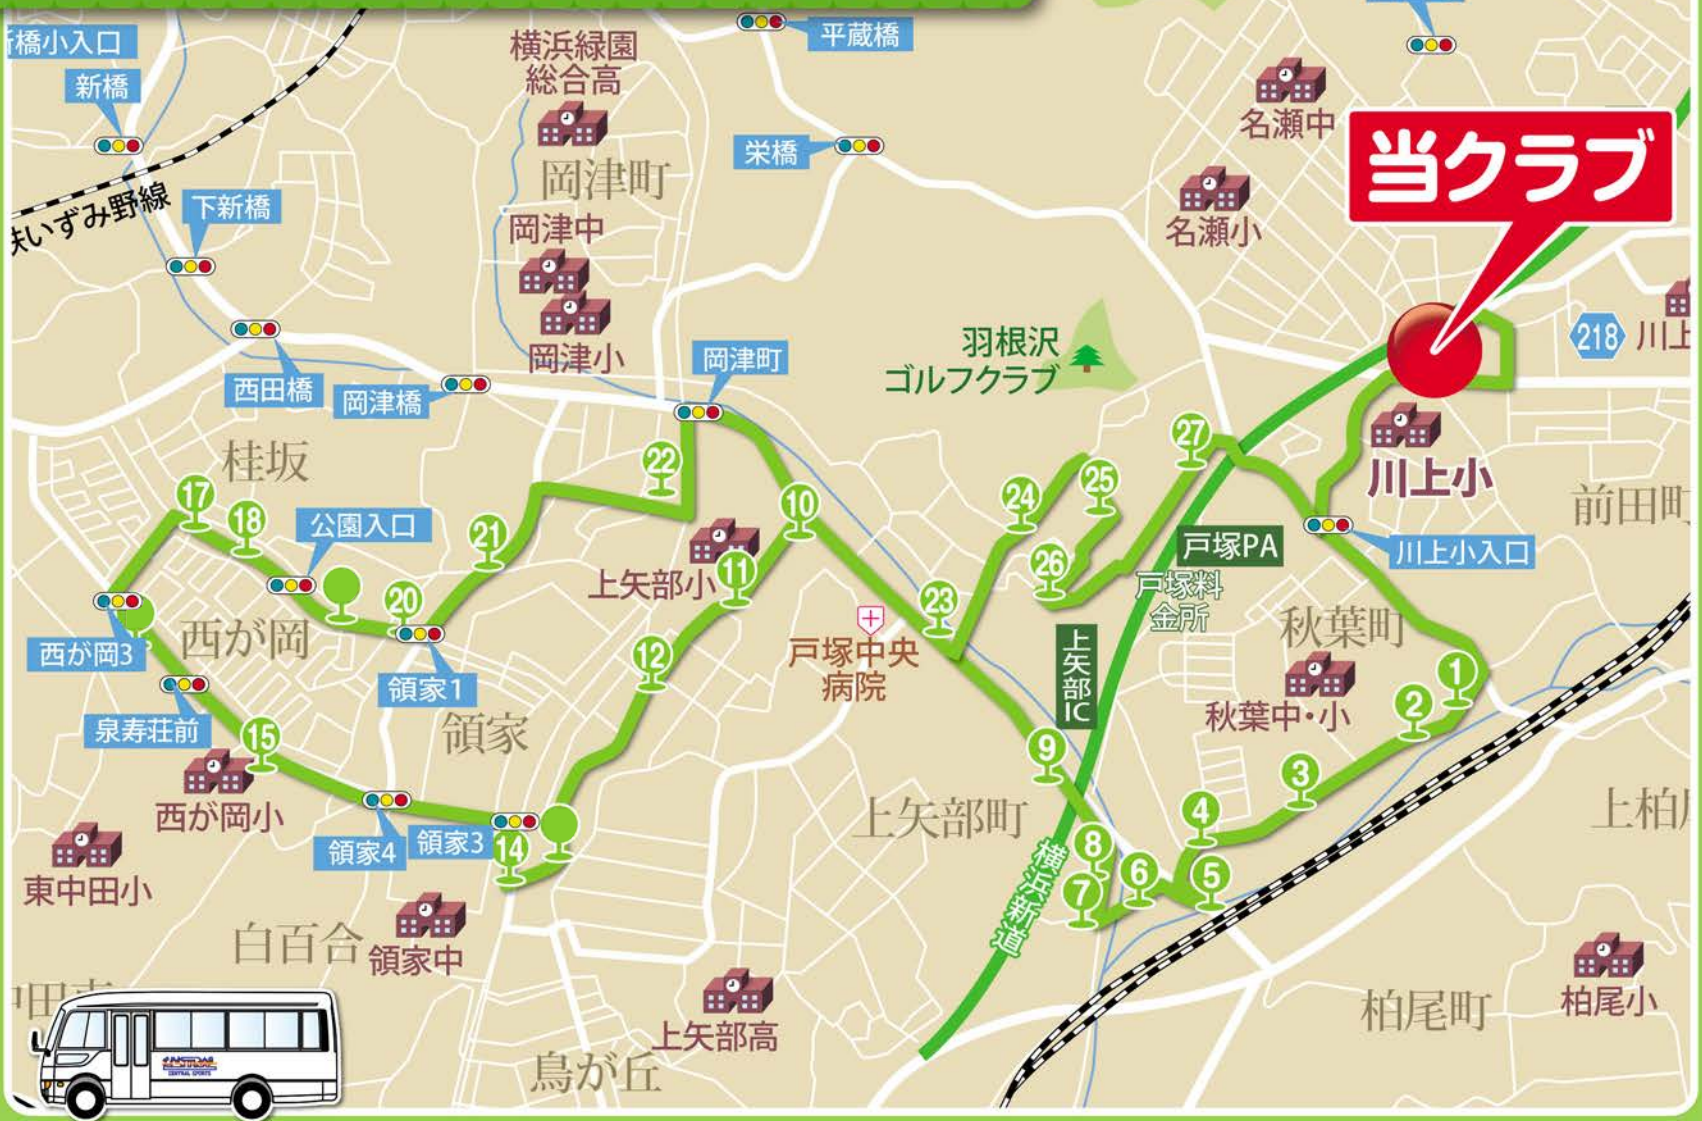 橋小入口
新橋
いずみ野線
下新橋
西田橋
岡津橋
横浜緑園
総合高
岡津町
岡津中
岡津小
平蔵橋
栄橋
岡津町
羽根沢
ゴルフクラブ
名瀬中
名瀬小
当クラブ
218
川上
川上小
前田町
川上小入口
戸塚PA
戸塚料
金所
上矢部IC
秋葉町
秋葉中・小
桂坂
17
18
公園入口
20
21
22
10
11
上矢部小
12
23
24
25
26
27
戸塚中央
病院
西が岡3
西が岡
領家1
泉寿荘前
15
西が岡小
領家
領家4
領家3
14
東中田小
白百合
領家中
上矢部町
9
8
7
6
5
4
3
2
1
横浜新道
上矢部高
鳥が丘
上柏
柏尾町
柏尾小
中田東
CENTRAL SPORTS